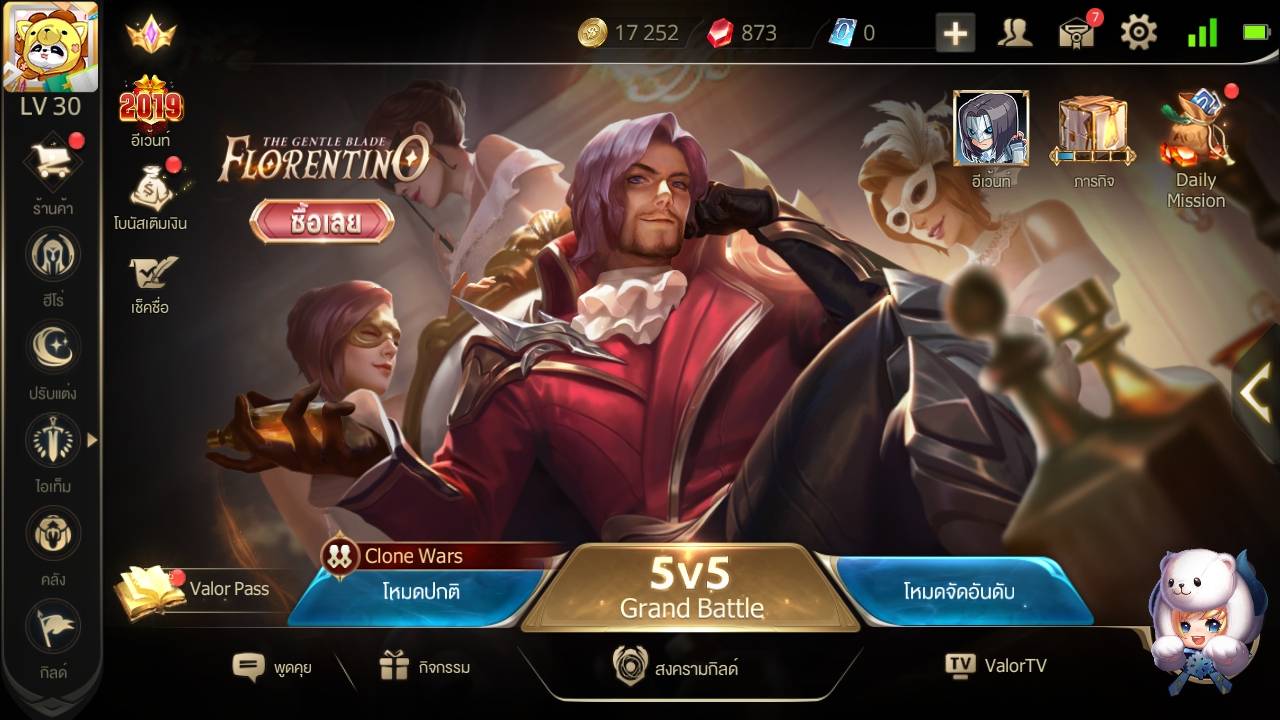 17 252
873
0
7
LV 30
2019
อีเว้นท์
ร้านค้า
โบนัสเติมเงิน
ฮีโร่
เช็คชื่อ
ปรับแต่ง
ไอเท็ม
คลัง
กิลด์
THE GENTLE BLADE
FLORENTINO
ซื้อเลย
อีเว้นท์
ภารกิจ
Daily
Mission
Valor Pass
Clone Wars
โหมดปกติ
5v5
Grand Battle
โหมดจัดอันดับ
พูดคุย
กิจกรรม
สงครามกิลด์
TV
ValorTV